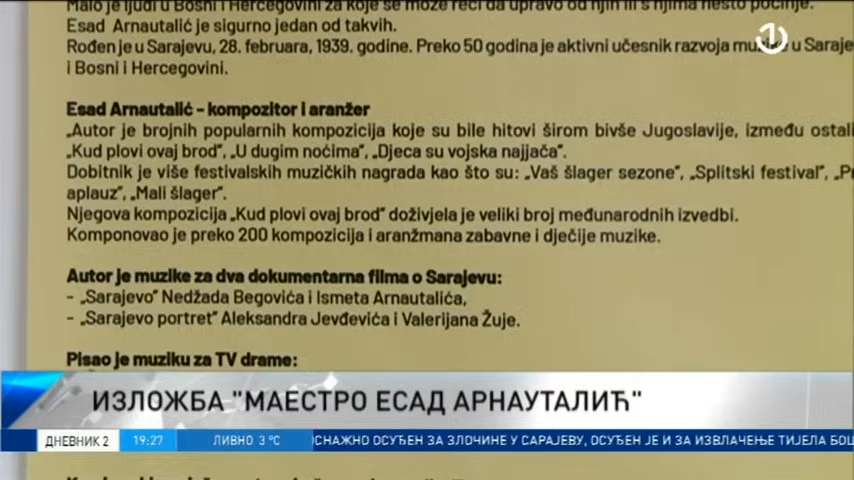 Malo je ljudi u Bosni i Hercegovini za koje se može reći da upravo od njih ili s njima nešto počinje.
Esad Arnautalić je sigurno jedan od takvih.
Rođen je u Sarajevu, 28. februara, 1939. godine. Preko 50 godina je aktivni učesnik razvoja muzike u Saraje
i Bosni i Hercegovini.
Esad Arnautalić - kompozitor i aranžer
„Autor je brojnih popularnih kompozicija koje su bile hitovi širom bivše Jugoslavije, između ostali
„Kud plovi ovaj brod”, „U dugim noćima”, „Djeca su vojska najjača”.
Dobitnik je više festivalskih muzičkih nagrada kao što su: „Vaš šlager sezone”, „Splitski festival”, „Pr
aplauz”, „Mali šlager”.
Njegova kompozicija „Kud plovi ovaj brod” doživjela je veliki broj međunarodnih izvedbi.
Komponovao je preko 200 kompozicija i aranžmana zabavne i dječije muzike.
Autor je muzike za dva dokumentarna filma o Sarajevu:
- „Sarajevo” Nedžada Begovića i Ismeta Arnautalića,
- „Sarajevo portret” Aleksandra Jevđevića i Valerijana Žuje.
Pisao je muziku za TV drame:
ИЗЛОЖБА "МАЕСТРО ЕСАД АРНАУТАЛИЋ"
ДНЕВНИК 2 19:27 ЛИВНО 3 °C ОСНАЖНО ОСУЂЕН ЗА ЗЛОЧИНЕ У САРАЈЕВУ, ОСУЂЕН ЈЕ И ЗА ИЗВЛАЧЕЊЕ ТИЈЕЛА БОШ